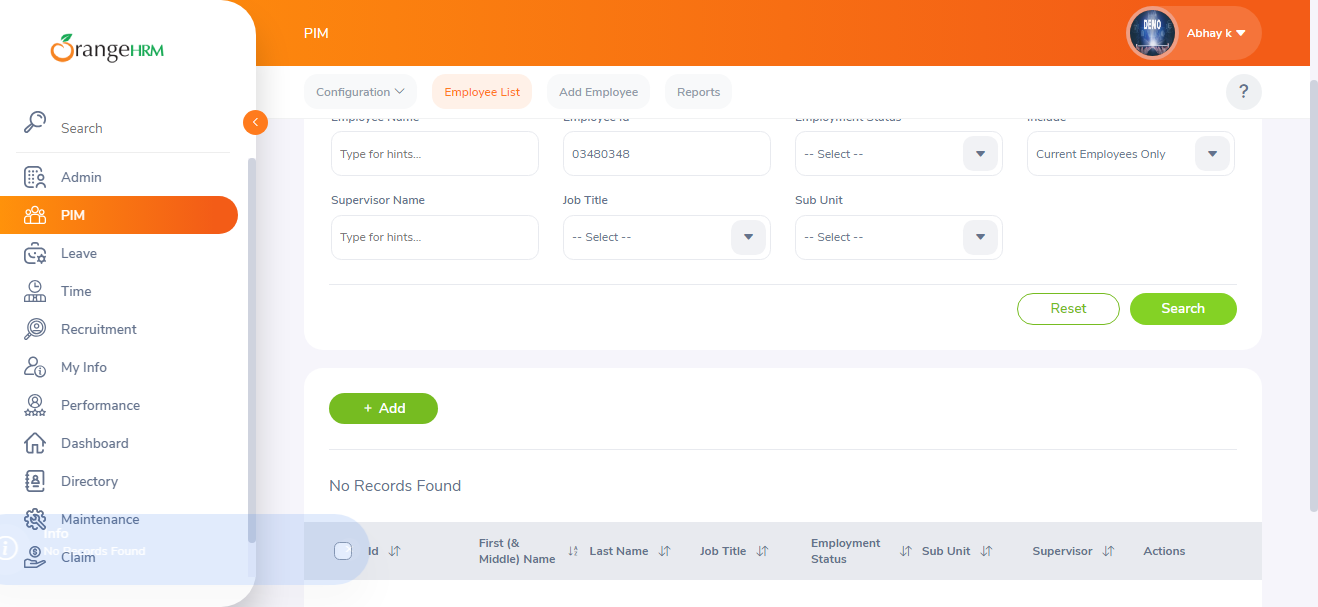 OrangeHRM
PIM
DENO
Abhay k
Configuration
Employee List
Add Employee
Reports
?
Search
Admin
PIM
Leave
Time
Recruitment
My Info
Performance
Dashboard
Directory
Maintenance
Claim
Info
No Records Found
Employee Name
Employee Id
Employment Status
Include
Type for hints...
03480348
-- Select --
Current Employees Only
Supervisor Name
Job Title
Sub Unit
Type for hints...
-- Select --
-- Select --
Reset
Search
+ Add
No Records Found
Id
First (& Middle) Name
Last Name
Job Title
Employment Status
Sub Unit
Supervisor
Actions